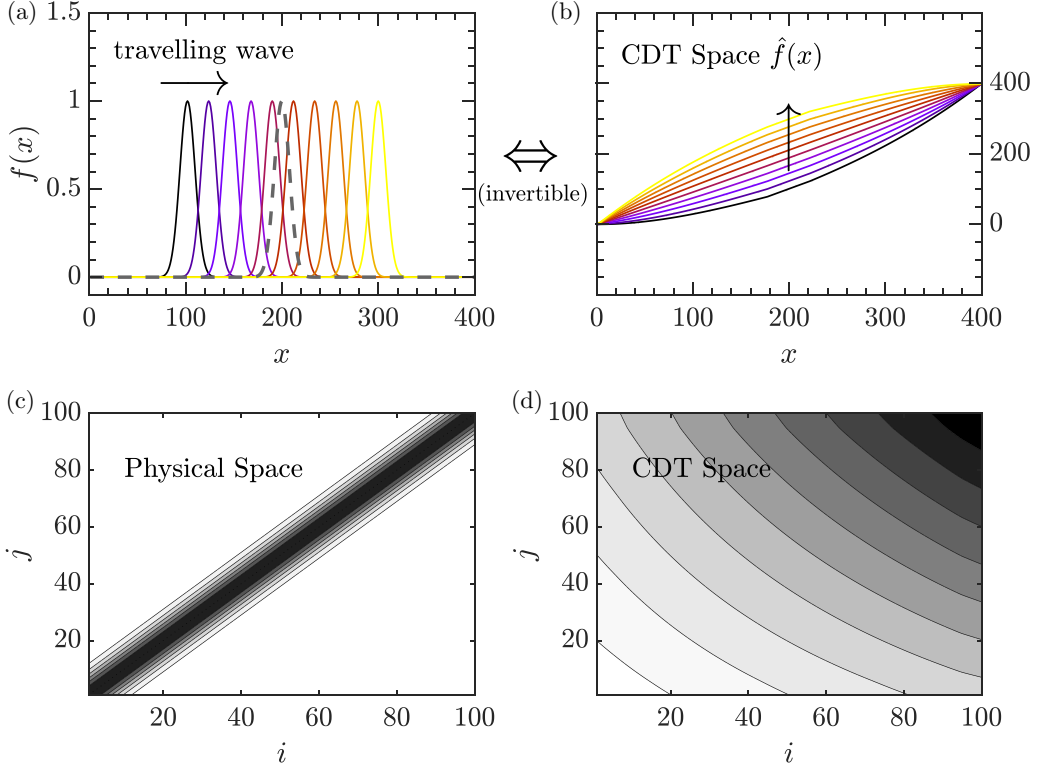 (a)
travelling wave
f(x)
1.5
1
0.5
0
0 100 200 300 400
x
⟺
(invertible)
(b)
CDT Space f̂(x)
400
200
0
0 100 200 300 400
x
(c)
Physical Space
j
100
80
60
40
20
20 40 60 80 100
i
(d)
CDT Space
j
100
80
60
40
20
20 40 60 80 100
i